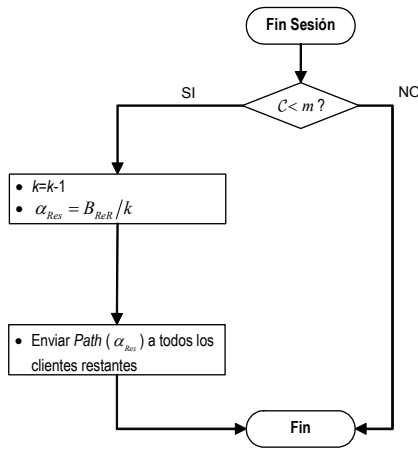 Fin Sesión
SI
NO
C< m ?
• k=k-1
• α_Res = B_ReR / k
• Enviar Path ( α_Res ) a todos los
clientes restantes
Fin